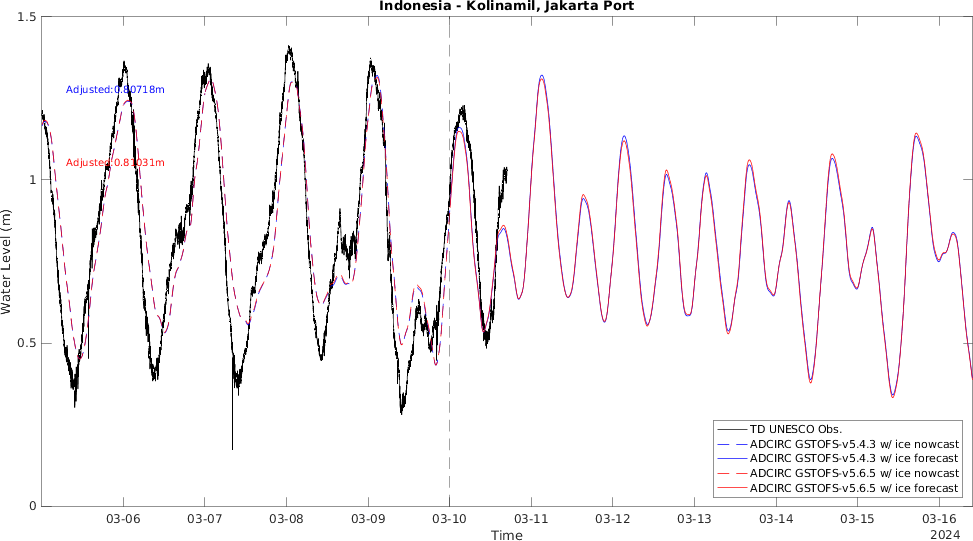 Indonesia - Kolinamil, Jakarta Port
1.5
Adjusted:0.80718m
Adjusted:0.81031m
1
Water Level (m)
0.5
TD UNESCO Obs.
ADCIRC GSTOFS-v5.4.3 w/ ice nowcast
ADCIRC GSTOFS-v5.4.3 w/ ice forecast
ADCIRC GSTOFS-v5.6.5 w/ ice nowcast
ADCIRC GSTOFS-v5.6.5 w/ ice forecast
0
03-06 03-07 03-08 03-09 03-10 03-11 03-12 03-13 03-14 03-15 03-16
Time
2024